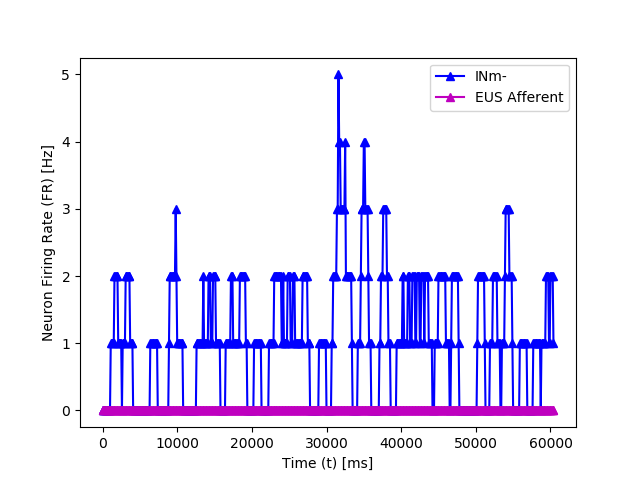 INm-
EUS Afferent
Neuron Firing Rate (FR) [Hz]
5
4
3
2
1
0
0 10000 20000 30000 40000 50000 60000
Time (t) [ms]